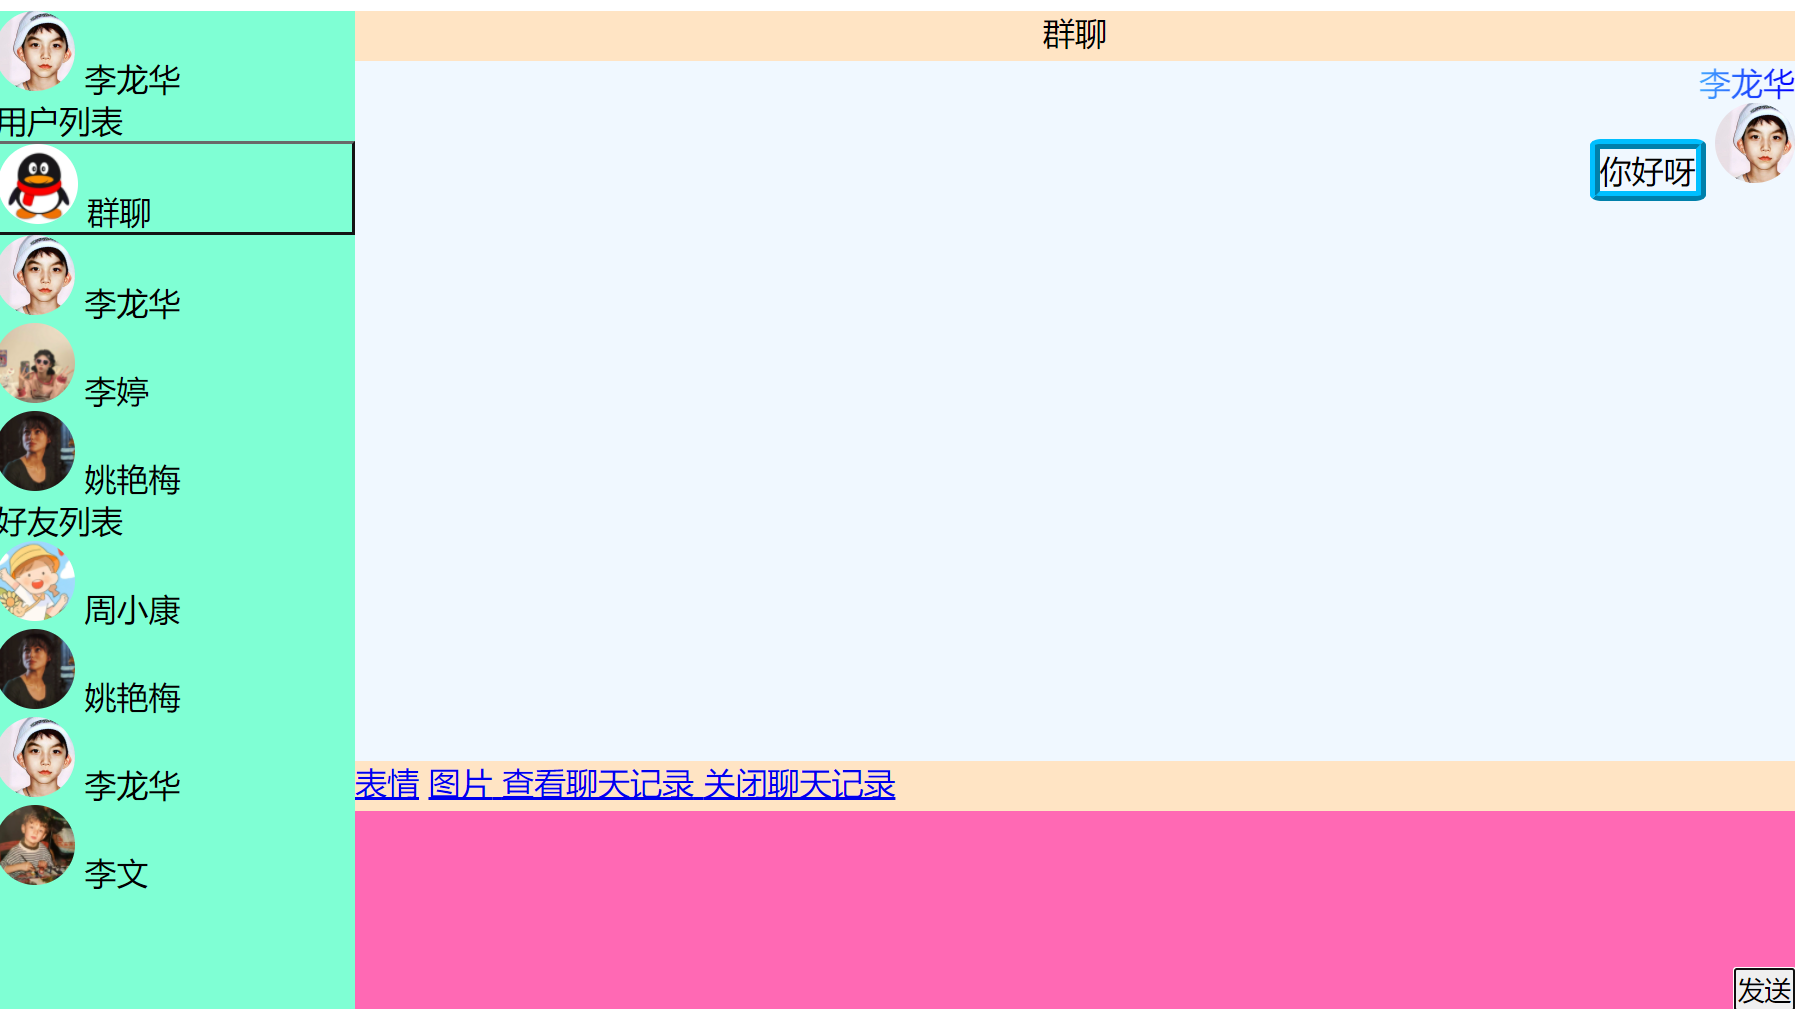 李龙华
用户列表
群聊
李龙华
李婷
姚艳梅
好友列表
周小康
姚艳梅
李龙华
李文
群聊
李龙华
你好呀
表情 图片 查看聊天记录 关闭聊天记录
发送